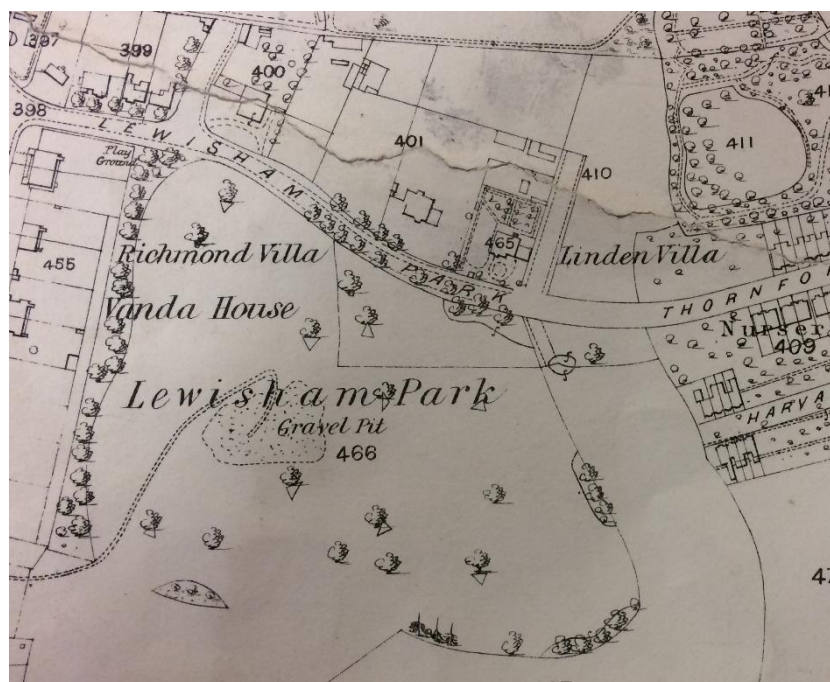 397
399
400
398
LEWISHAM PARK
Play
Ground
401
410
411
41
465
455
Richmond Villa
Linden Villa
Vanda House
THORNFO
Nurser
409
Lewisham Park
HARVA
Gravel Pit
466
47